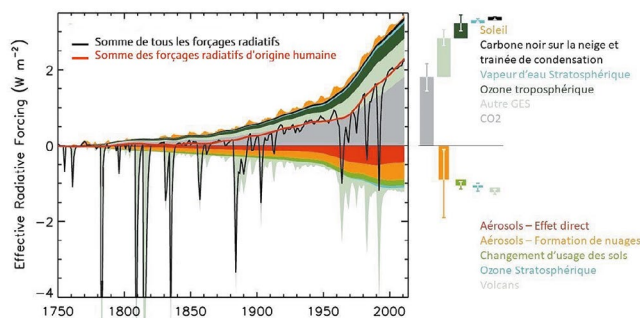 Effective Radiative Forcing (W m⁻²)
Somme de tous les forçages radiatifs
Somme des forçages radiatifs d'origine humaine
2
0
2
-4
1750
1800
1850
1900
1950
2000
Soleil
Carbone noir sur la neige et
trainée de condensation
Vapeur d'eau Stratosphérique
Ozone troposphérique
Autre GES
CO2
Aérosols – Effet direct
Aérosols – Formation de nuages
Changement d'usage des sols
Ozone Stratosphérique
Volcans